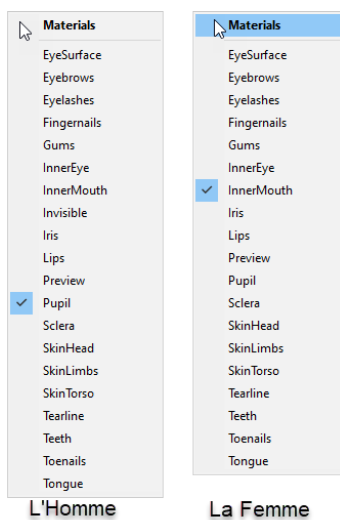 Materials
EyeSurface
Eyebrows
Eyelashes
Fingernails
Gums
InnerEye
InnerMouth
Invisible
Iris
Lips
Preview
Pupil
Sclera
SkinHead
SkinLimbs
SkinTorso
Tearline
Teeth
Toenails
Tongue
L'Homme
Materials
EyeSurface
Eyebrows
Eyelashes
Fingernails
Gums
InnerEye
InnerMouth
Iris
Lips
Preview
Pupil
Sclera
SkinHead
SkinLimbs
SkinTorso
Tearline
Teeth
Toenails
Tongue
La Femme